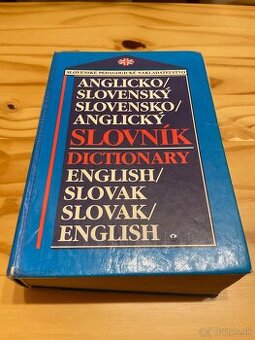 SLOVENSKÉ PEDAGOGICKÉ NAKLADATEĽSTVO
ANGLICKO/
SLOVENSKÝ
SLOVENSKO/
ANGLICKÝ
SLOVNÍK
DICTIONARY
ENGLISH/
SLOVAK
SLOVAK/
ENGLISH